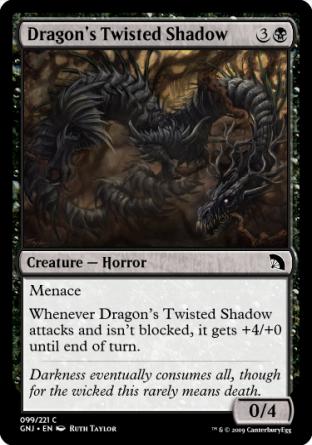 Dragon's Twisted Shadow 3
Creature — Horror
Menace
Whenever Dragon's Twisted Shadow
attacks and isn't blocked, it gets +4/+0
until end of turn.
Darkness eventually consumes all, though
for the wicked this rarely means death.
0/4
099/221 C
GNJ • EN Ruth Taylor
™ & © 2019 CanterburyEgg